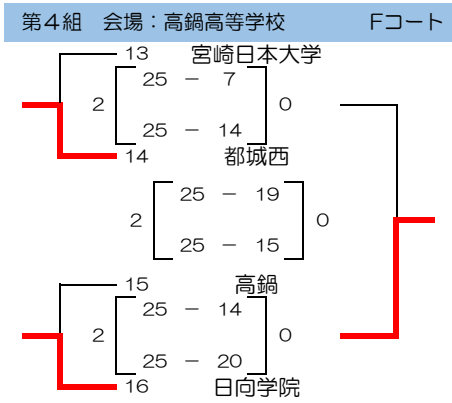 第4組　会場：高鍋高等学校　Fコート
13　宮崎日本大学
25 － 7
2　0
25 － 14
14　都城西
25 － 19
2　0
25 － 15
15　高鍋
25 － 14
2　0
25 － 20
16　日向学院